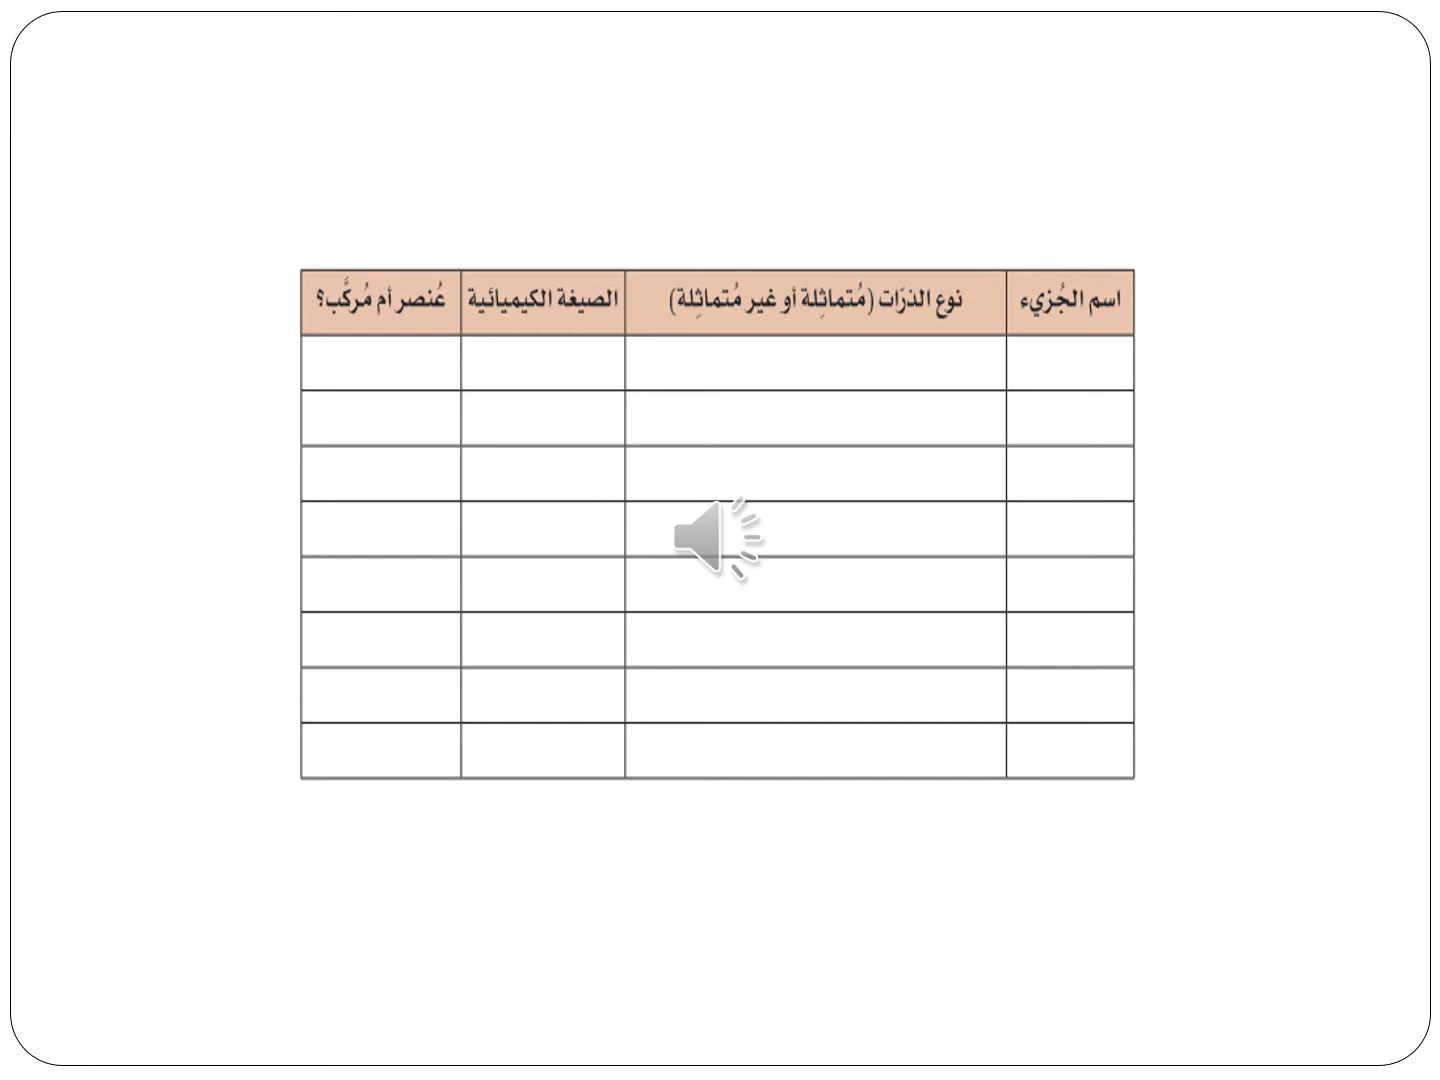 اسم الجُزيء نوع الذرّات (مُتماثِلة أو غير مُتماثِلة) الصيغة الكيميائية عُنصر أم مُركَّب؟